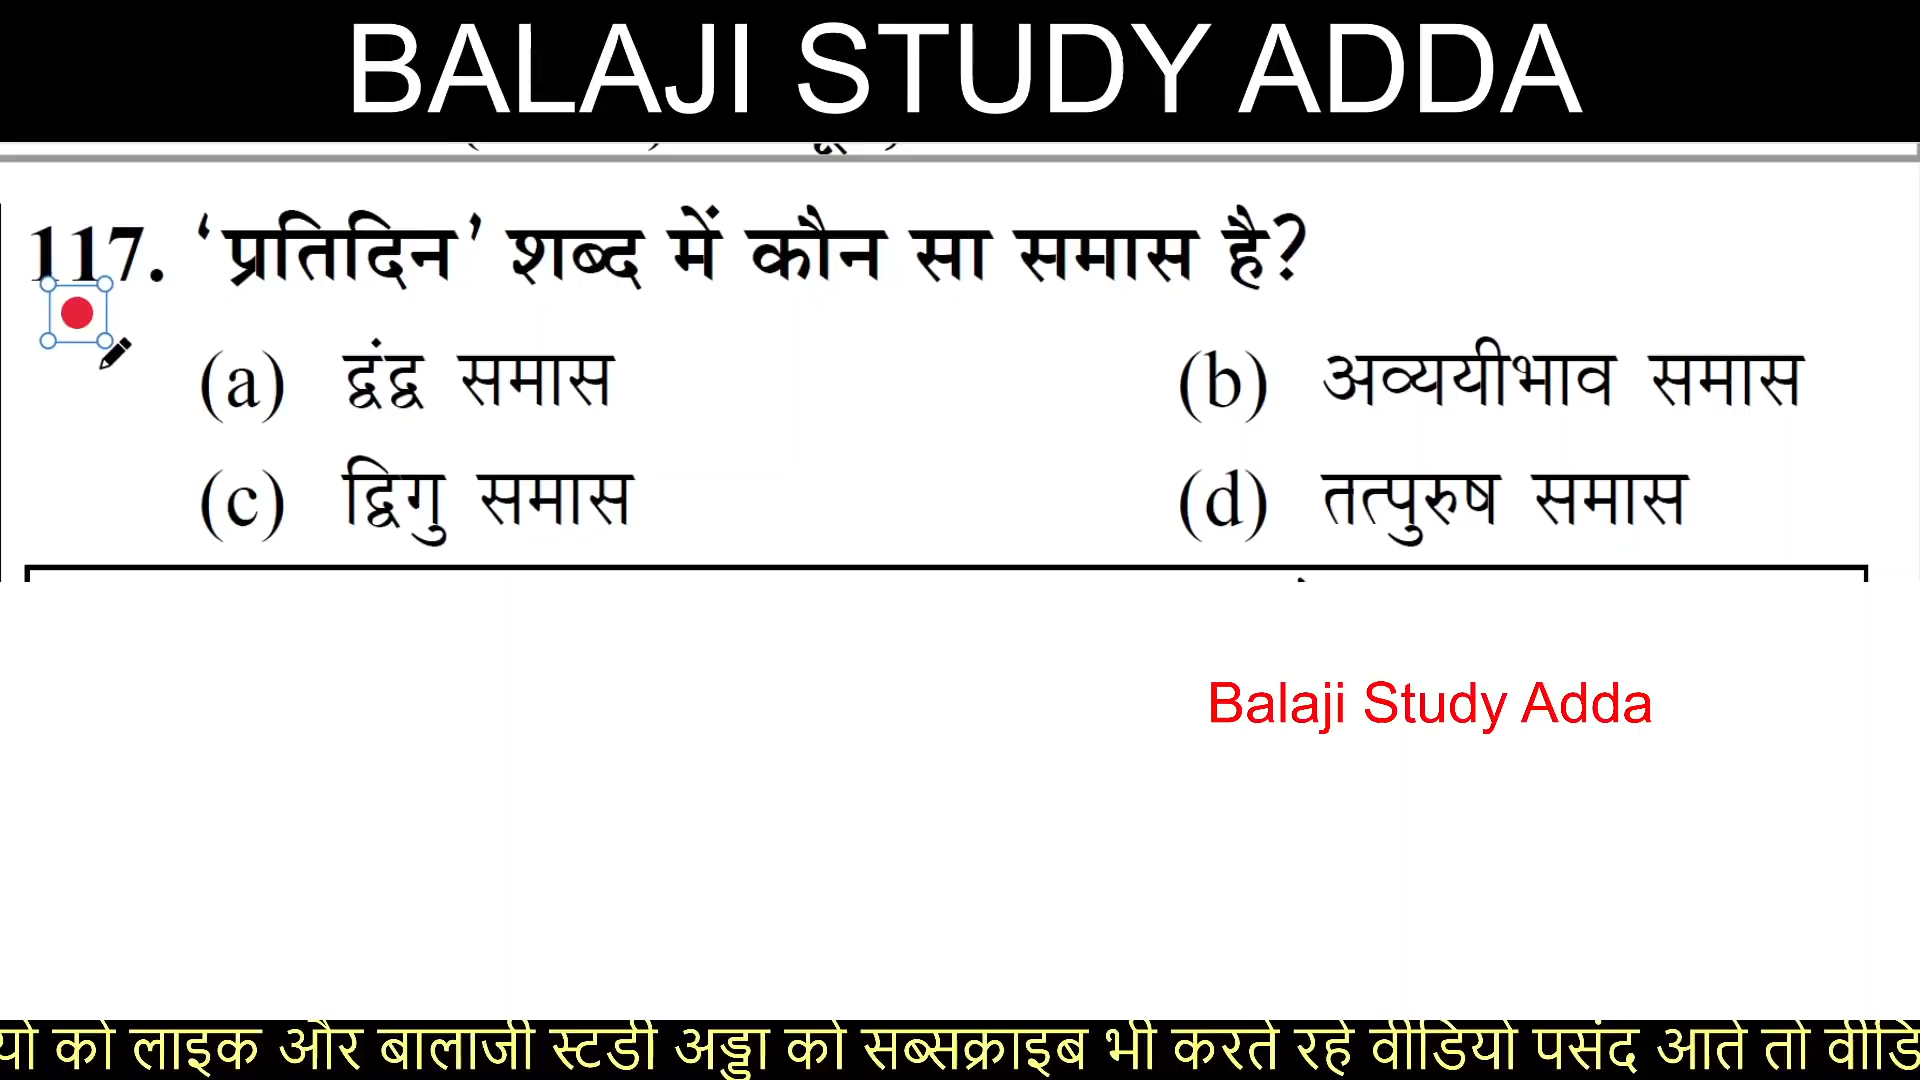 BALAJI STUDY ADDA
117. ‘प्रतिदिन’ शब्द में कौन सा समास है?
(a) द्वंद्व समास (b) अव्ययीभाव समास
(c) द्विगु समास (d) तत्पुरुष समास
Balaji Study Adda
को लाइक और बालाजी स्टडी अड्डा को सब्सक्राइब भी करते रहे वीडियो पसंद आते तो